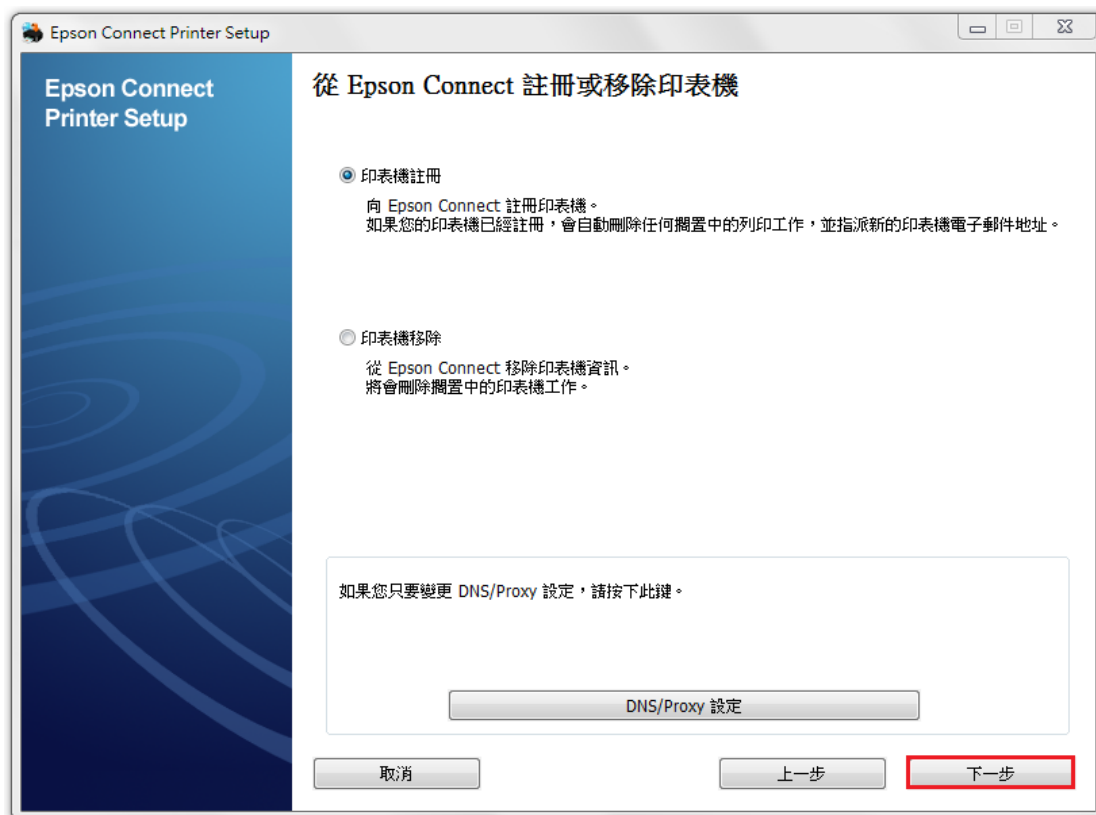 Epson Connect Printer Setup
Epson Connect
Printer Setup
從 Epson Connect 註冊或移除印表機
印表機註冊
向 Epson Connect 註冊印表機。
如果您的印表機已經註冊，會自動刪除任何擱置中的列印工作，並指派新的印表機電子郵件地址。
印表機移除
從 Epson Connect 移除印表機資訊。
將會刪除擱置中的印表機工作。
如果您只要變更 DNS/Proxy 設定，請按下此鍵。
DNS/Proxy 設定
取消
上一步
下一步